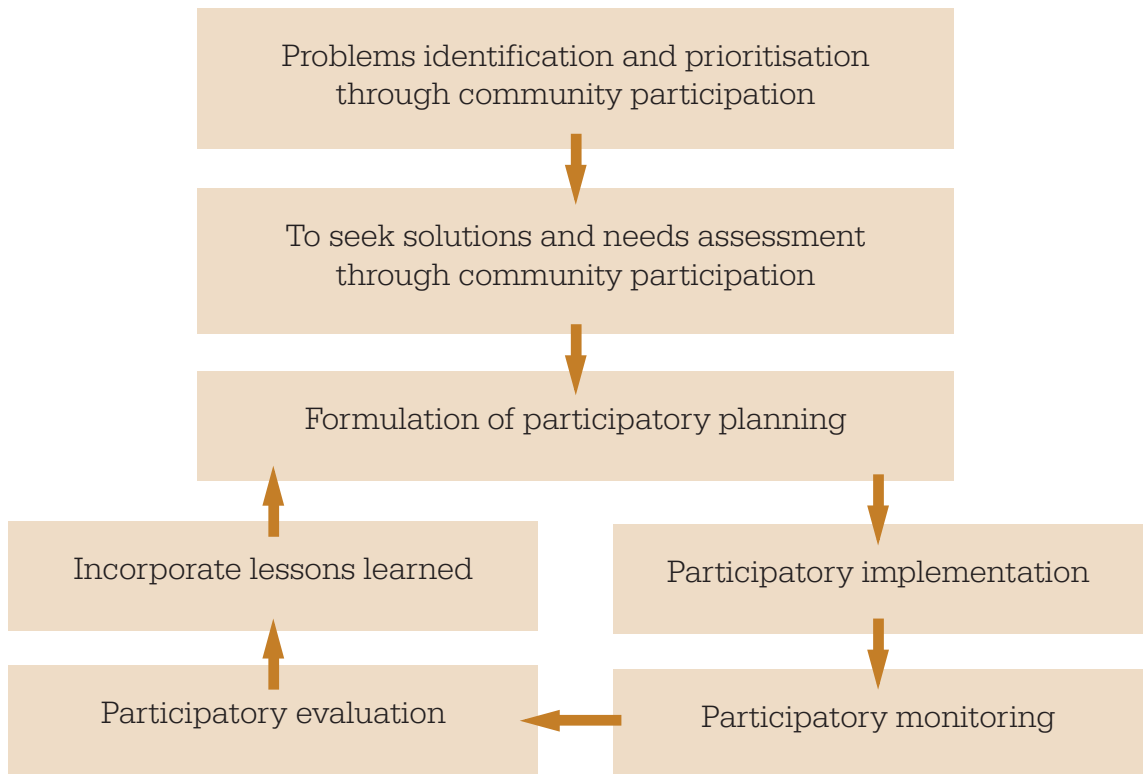 Problems identification and prioritisation
through community participation
To seek solutions and needs assessment
through community participation
Formulation of participatory planning
Incorporate lessons learned
Participatory implementation
Participatory evaluation
Participatory monitoring